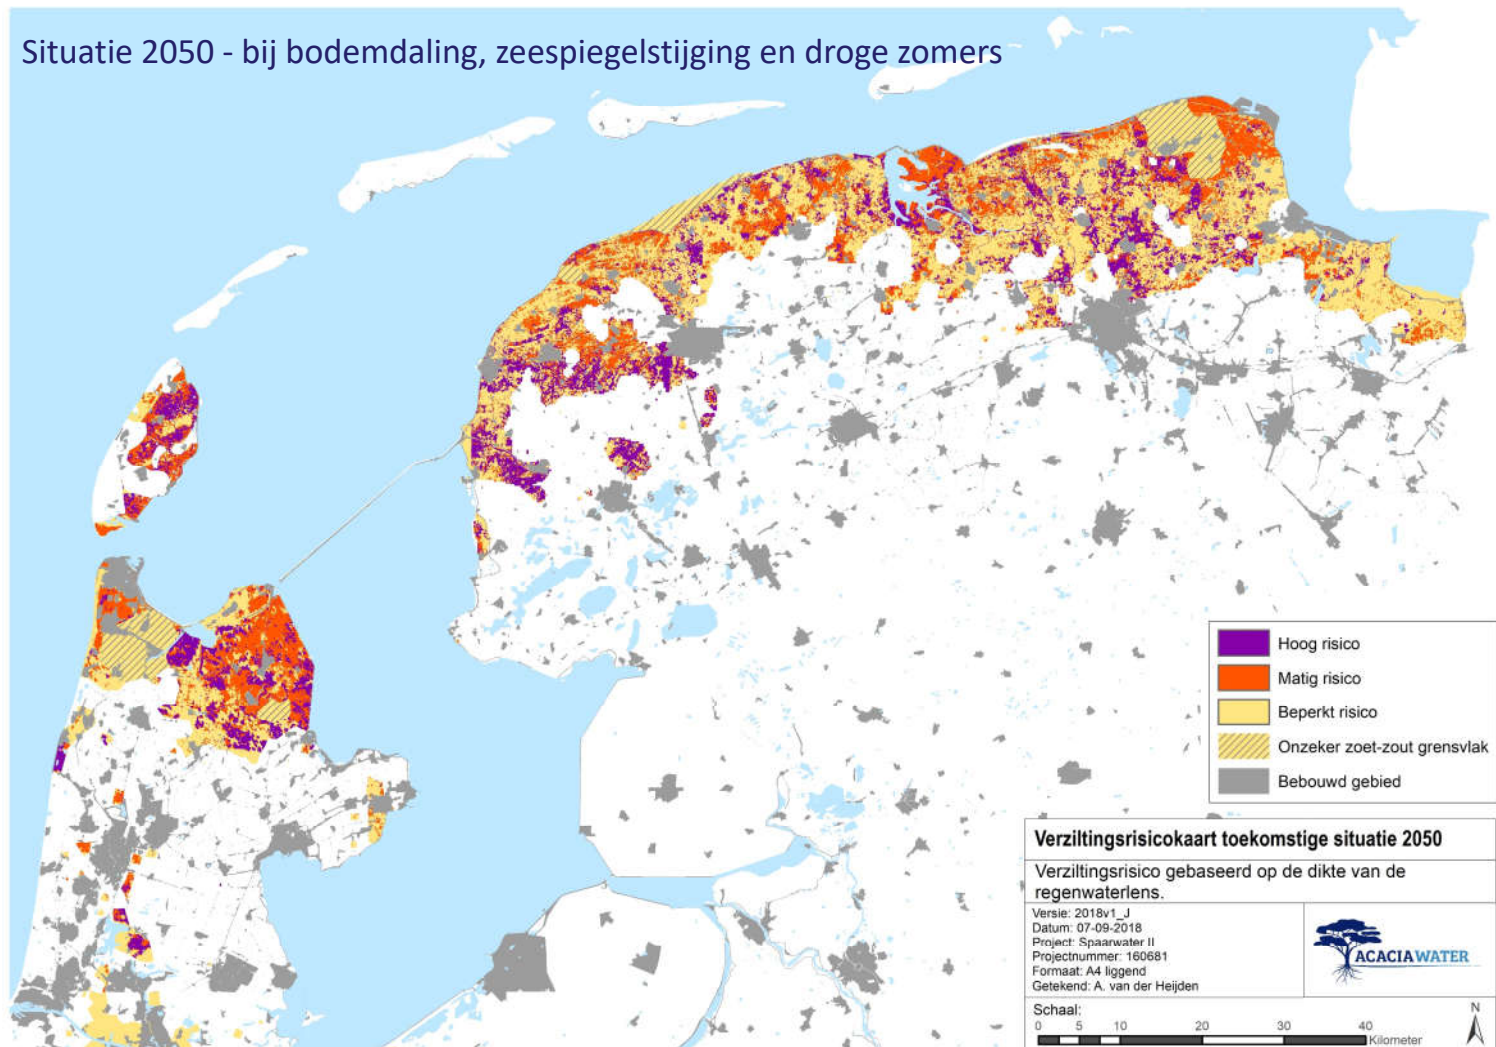 Situatie 2050 - bij bodemdaling, zeespiegelstijging en droge zomers
Hoog risico
Matig risico
Beperkt risico
Onzeker zoet-zout grensvlak
Bebouwd gebied
Verziltingsrisicokaart toekomstige situatie 2050
Verziltingsrisico gebaseerd op de dikte van de
regenwaterlens.
Versie: 2018v1_J
Datum: 07-09-2018
Project: Spaarwater II
Projectnummer: 160681
Formaat: A4 liggend
Getekend: A. van der Heijden
ACACIAWATER
Schaal:
N
0 5 10 20 30 40
Kilometer